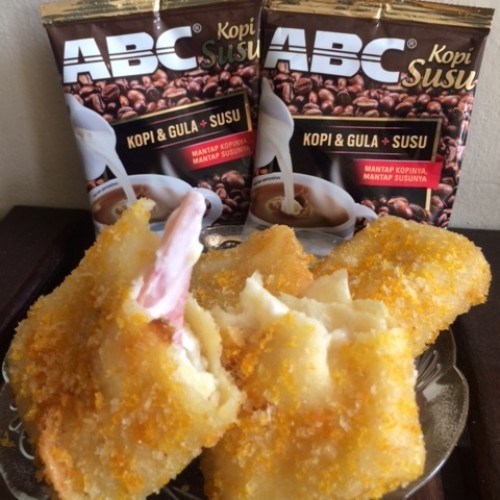 ABC® Kopi
Susu
KOPI & GULA + SUSU
MANTAP KOPINYA,
MANTAP SUSUNYA
ABC® Kopi
Susu
KOPI & GULA + SUSU
MANTAP KOPINYA,
MANTAP SUSUNYA.